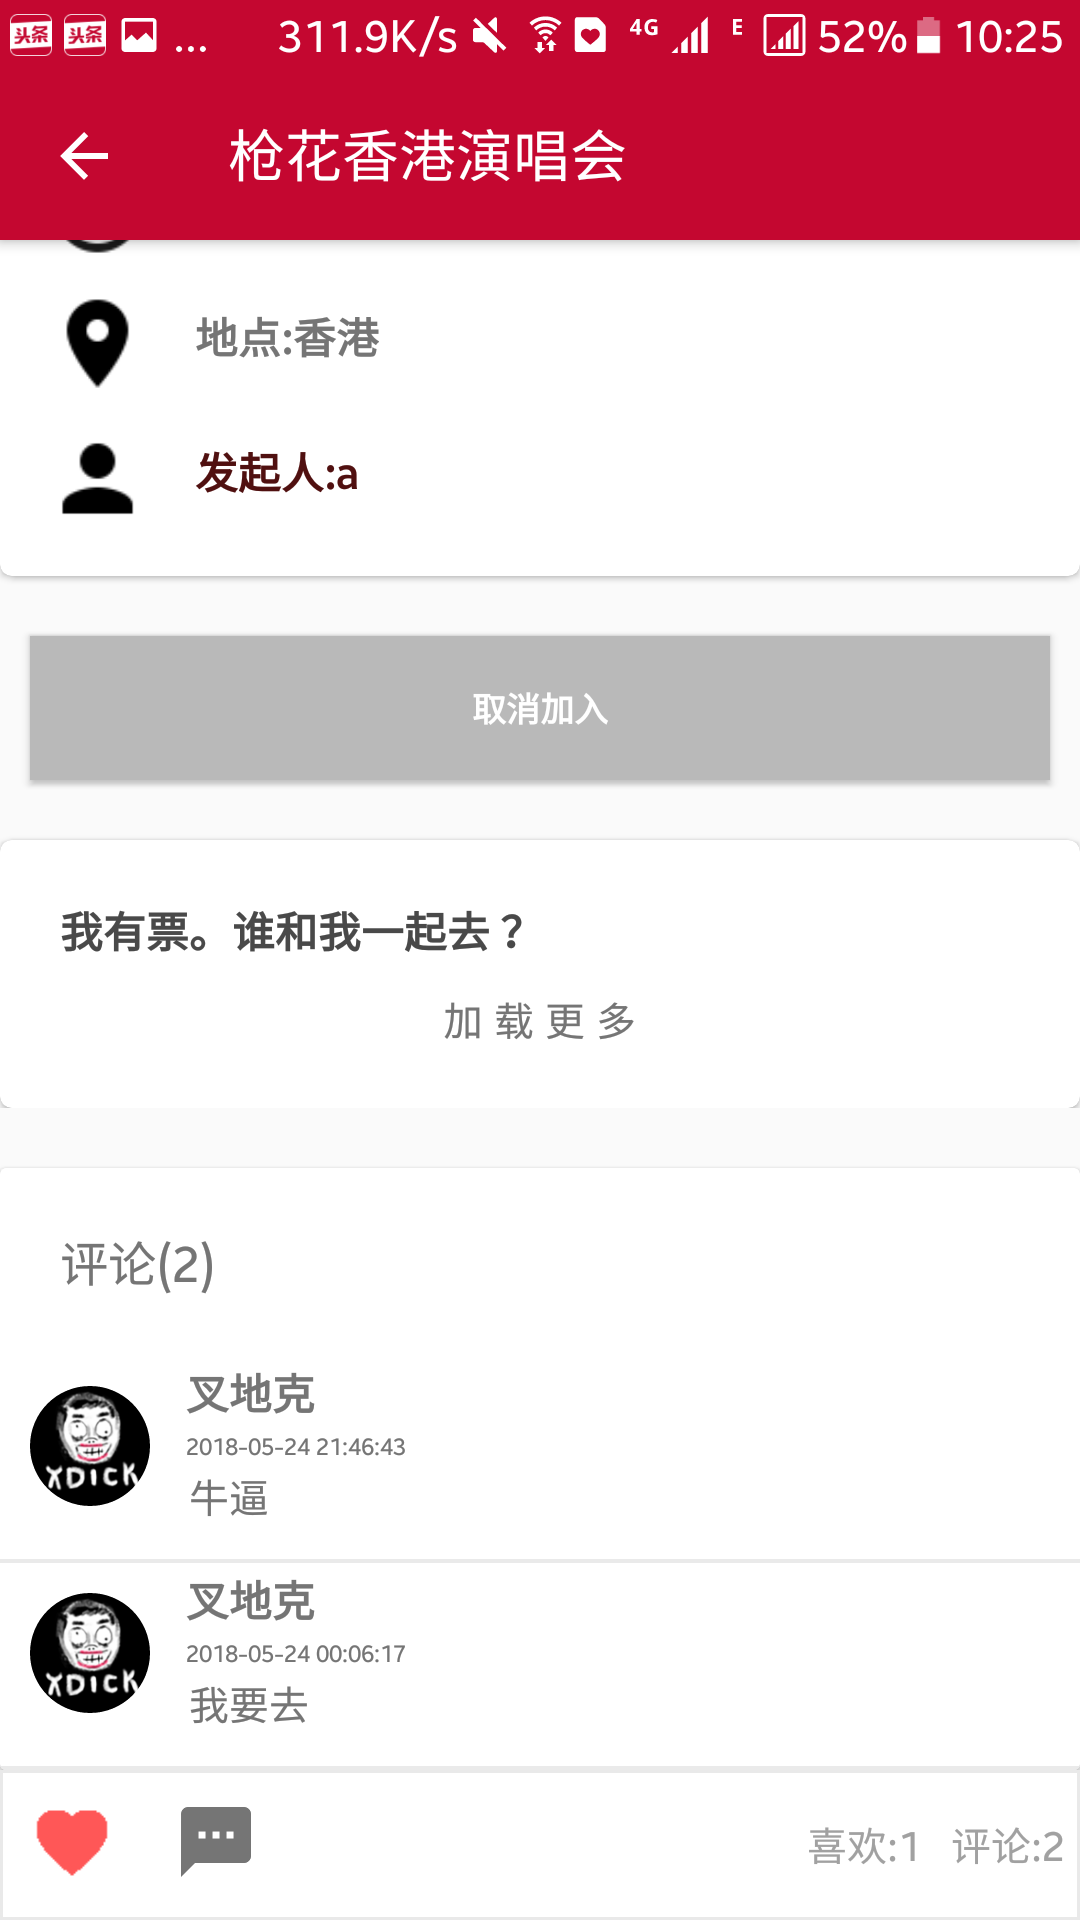 头条 头条 ... 311.9K/s 4G E 52% 10:25
枪花香港演唱会
地点:香港
发起人:a
取消加入
我有票。谁和我一起去？
加载更多
评论(2)
XDICK
叉地克
2018-05-24 21:46:43
牛逼
XDICK
叉地克
2018-05-24 00:06:17
我要去
喜欢:1 评论:2